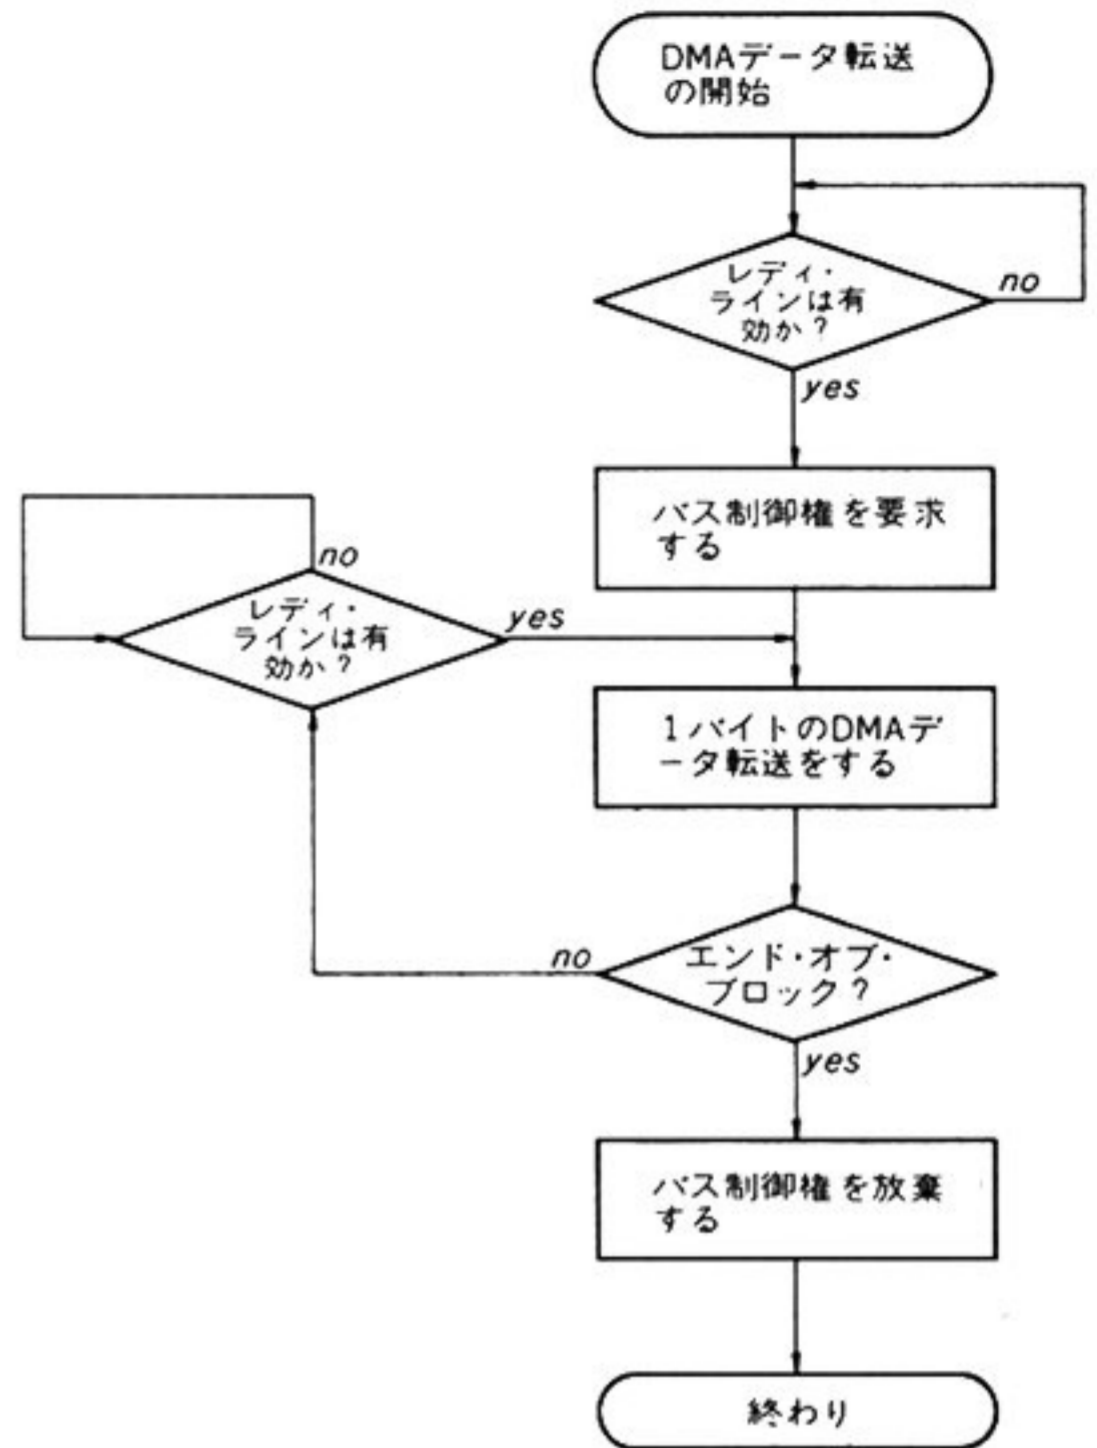 DMAデータ転送
の開始
レディ・
ラインは有
効か?
no
yes
バス制御権を要求
する
no
レディ・
ラインは有
効か?
yes
1バイトのDMAデ
ータ転送をする
no
エンド・オブ・
ブロック?
yes
バス制御権を放棄
する
終わり